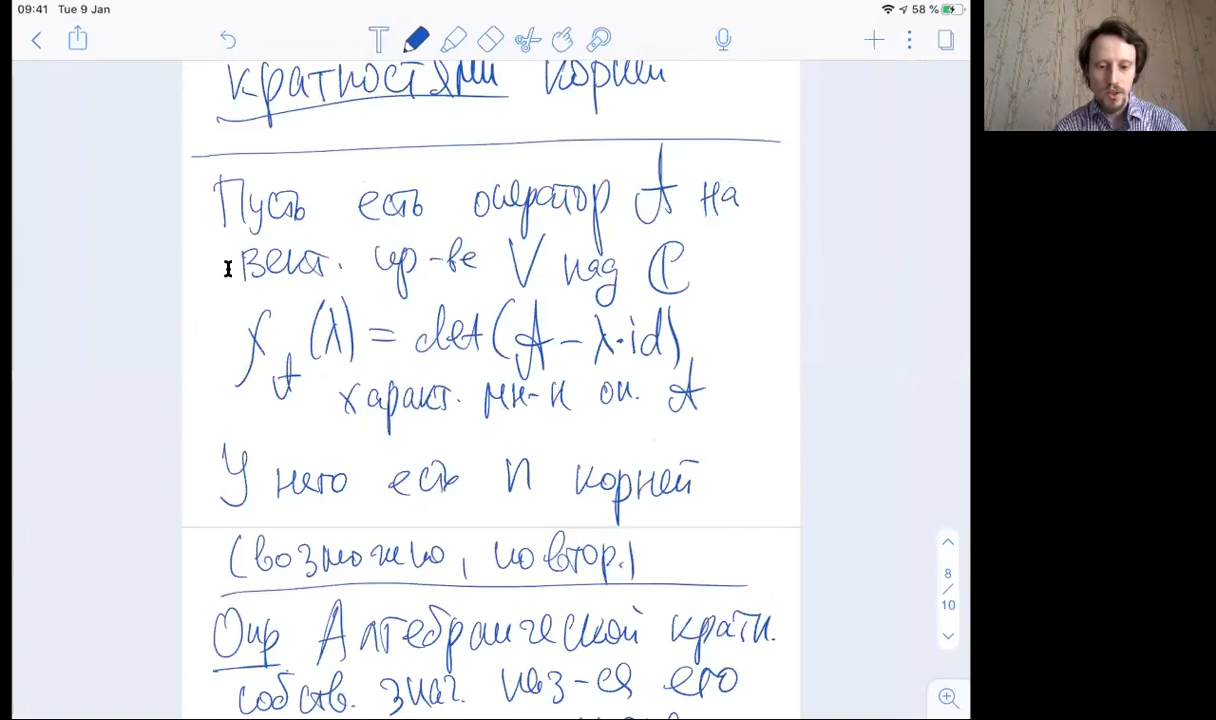 09:41 Tue 9 Jan
58 %
T
кратностями корни
Пусть есть оператор A на
вект. пр-ве V над ℂ
χ_A (λ) = det(A − λ·id)
характ. мн-н оп. A
У него есть n корней
(возможно, повтор.)
8
/
10
Опр Алгебраической кратн.
собств. знач. наз-ся его